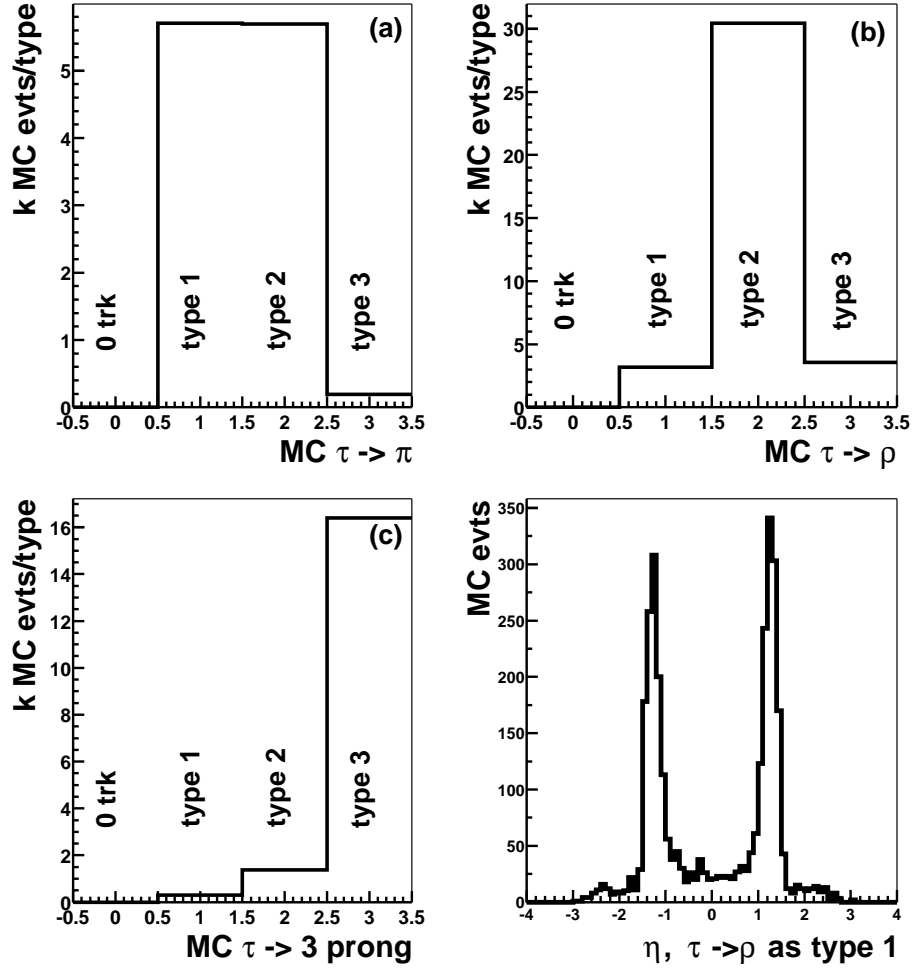 k MC evts/type
(a)
5
4
3
2
1
0
0 trk
type 1
type 2
type 3
-0.5 0 0.5 1 1.5 2 2.5 3 3.5
MC τ -> π
k MC evts/type
(b)
30
25
20
15
10
5
0
0 trk
type 1
type 2
type 3
-0.5 0 0.5 1 1.5 2 2.5 3 3.5
MC τ -> ρ
k MC evts/type
(c)
16
14
12
10
8
6
4
2
0
0 trk
type 1
type 2
type 3
-0.5 0 0.5 1 1.5 2 2.5 3 3.5
MC τ -> 3 prong
MC evts
350
300
250
200
150
100
50
0
-4 -3 -2 -1 0 1 2 3 4
η, τ ->ρ as type 1